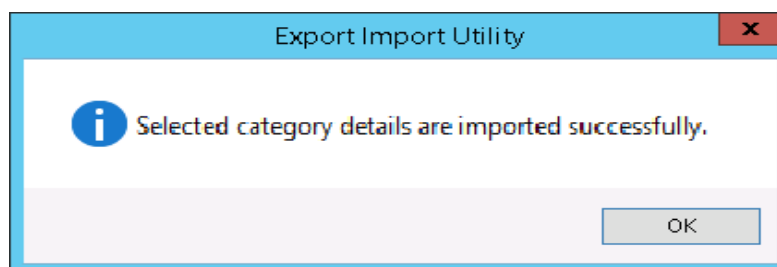 Export Import Utility
x
Selected category details are imported successfully.
OK